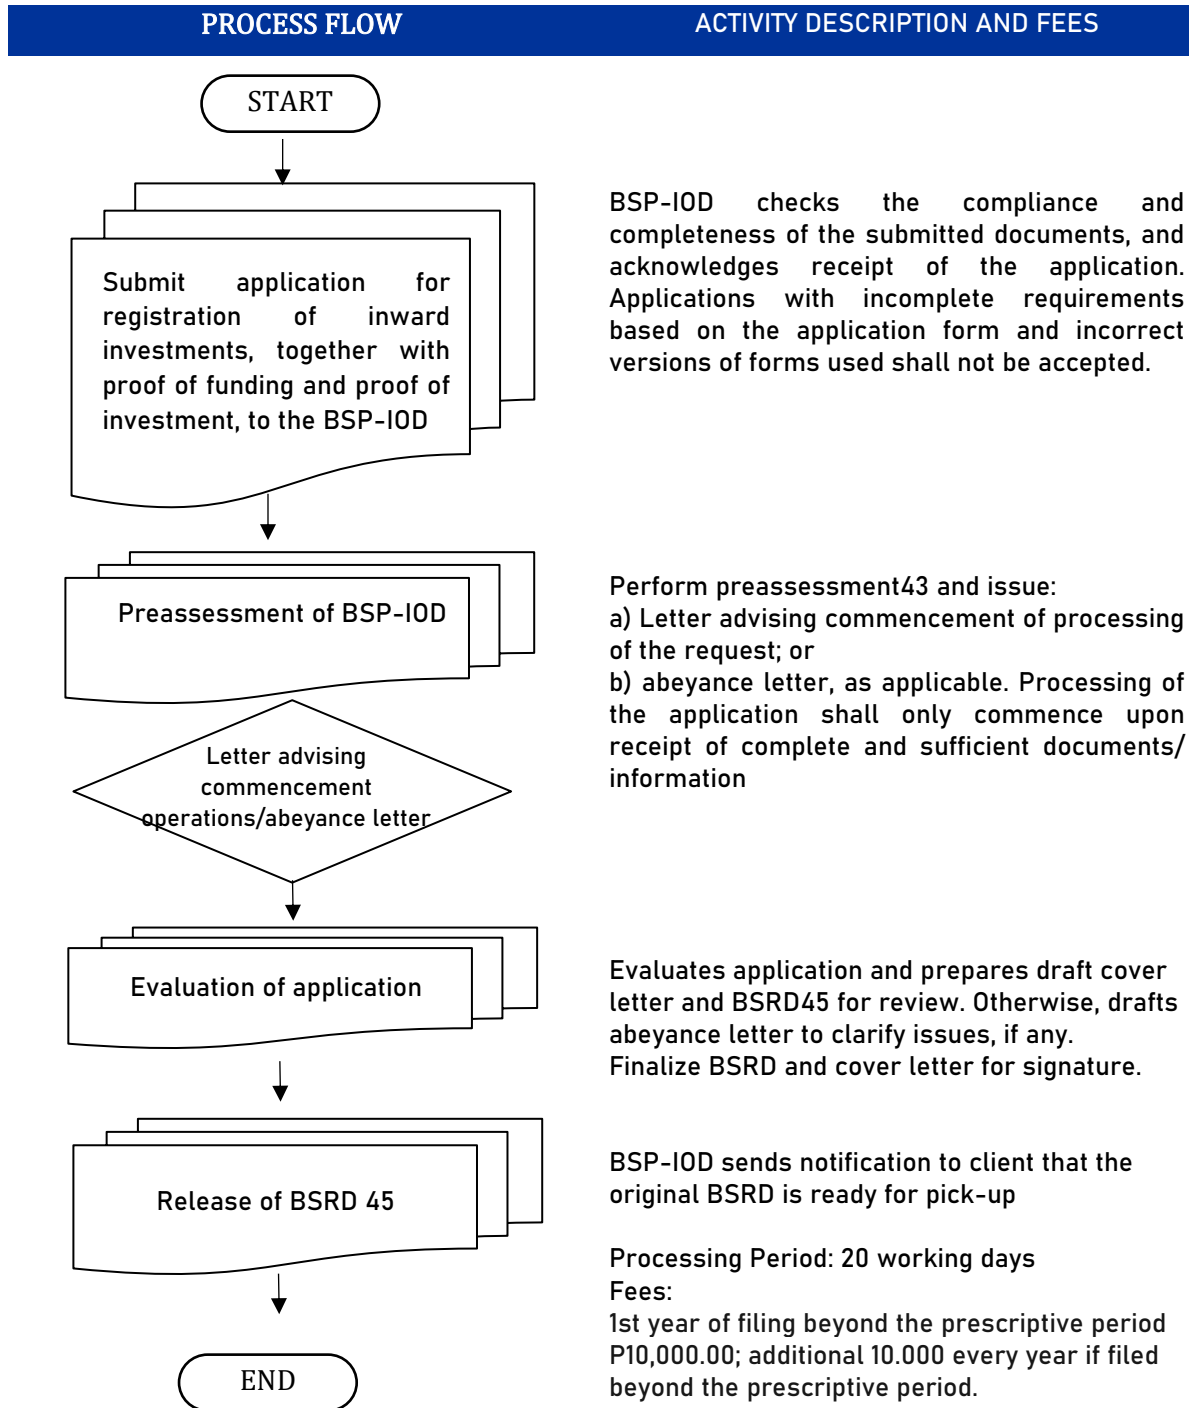 PROCESS FLOW
ACTIVITY DESCRIPTION AND FEES
START
Submit application for
registration of inward
investments, together with
proof of funding and proof of
investment, to the BSP-IOD
BSP-IOD checks the compliance and
completeness of the submitted documents, and
acknowledges receipt of the application.
Applications with incomplete requirements
based on the application form and incorrect
versions of forms used shall not be accepted.
Preassessment of BSP-IOD
Perform preassessment43 and issue:
a) Letter advising commencement of processing
of the request; or
b) abeyance letter, as applicable. Processing of
the application shall only commence upon
receipt of complete and sufficient documents/
information
Letter advising
commencement
operations/abeyance letter
Evaluation of application
Evaluates application and prepares draft cover
letter and BSRD45 for review. Otherwise, drafts
abeyance letter to clarify issues, if any.
Finalize BSRD and cover letter for signature.
Release of BSRD 45
BSP-IOD sends notification to client that the
original BSRD is ready for pick-up
Processing Period: 20 working days
Fees:
1st year of filing beyond the prescriptive period
P10,000.00; additional 10.000 every year if filed
beyond the prescriptive period.
END